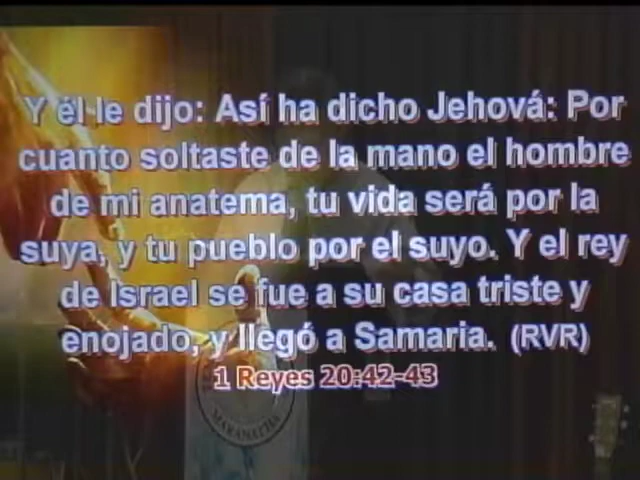 Y él le dijo: Así ha dicho Jehová: Por
cuanto soltaste de la mano el hombre
de mi anatema, tu vida será por la
suya, y tu pueblo por el suyo. Y el rey
de Israel se fue a su casa triste y
enojado, y llegó a Samaria. (RVR)
1 Reyes 20:42-43
MARANATHA